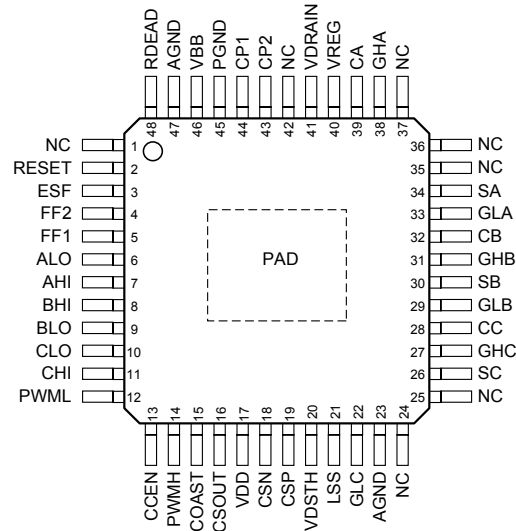 RDEAD
AGND
VBB
PGND
CP1
CP2
NC
VDRAIN
VREG
CA
GHA
NC
48
47
46
45
44
43
42
41
40
39
38
37
NC 1
RESET 2
ESF 3
FF2 4
FF1 5
ALO 6
AHI 7
BHI 8
BLO 9
CLO 10
CHI 11
PWML 12
PAD
36 NC
35 NC
34 SA
33 GLA
32 CB
31 GHB
30 SB
29 GLB
28 CC
27 GHC
26 SC
25 NC
13
14
15
16
17
18
19
20
21
22
23
24
CCEN
PWMH
COAST
CSOUT
VDD
CSN
CSP
VDSTH
LSS
GLC
AGND
NC